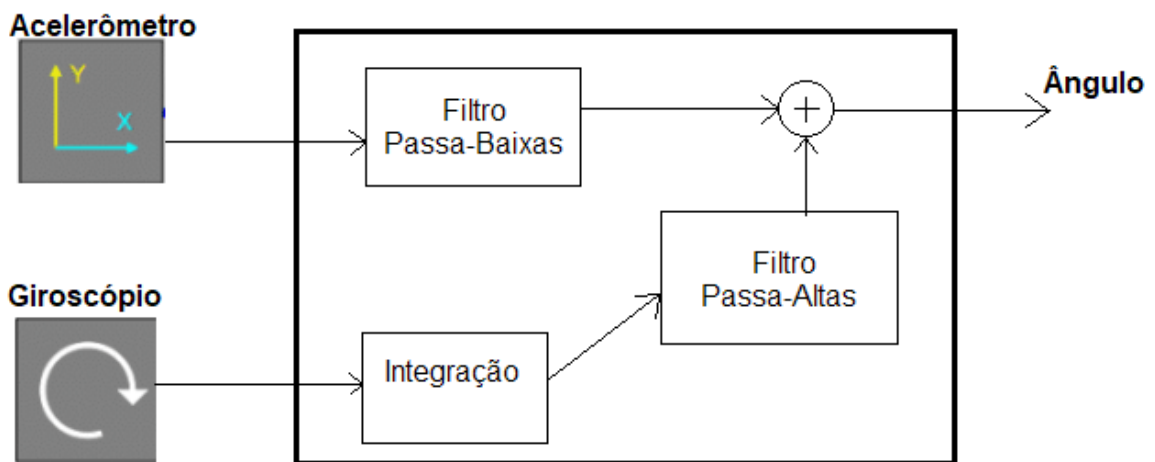 Acelerômetro
Y
X
Filtro
Passa-Baixas
+
Ângulo
Filtro
Passa-Altas
Giroscópio
Integração